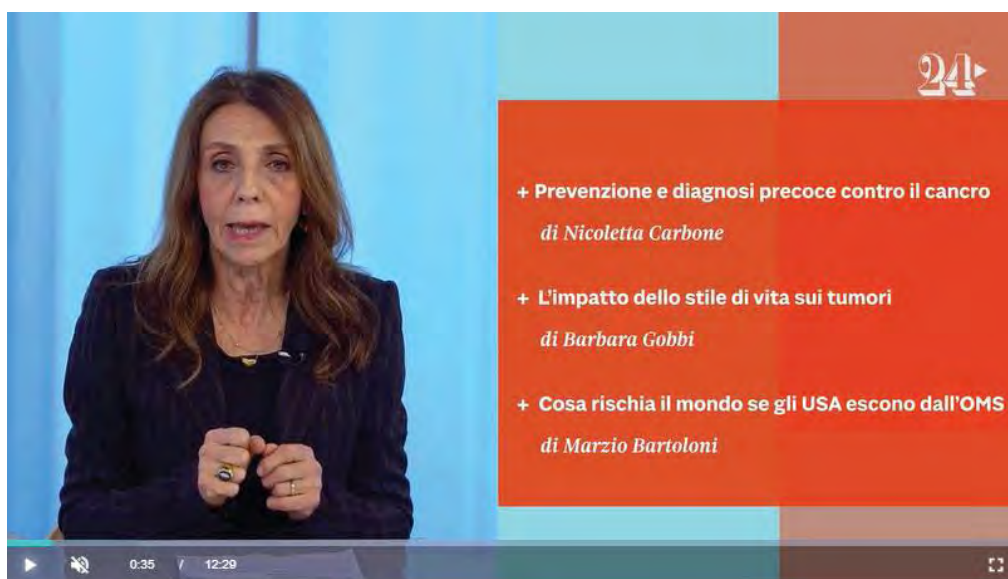 24
+ Prevenzione e diagnosi precoce contro il cancro
di Nicoletta Carbone
+ L'impatto dello stile di vita sui tumori
di Barbara Gobbi
+ Cosa rischia il mondo se gli USA escono dall'OMS
di Marzio Bartoloni
0:35 / 12:29